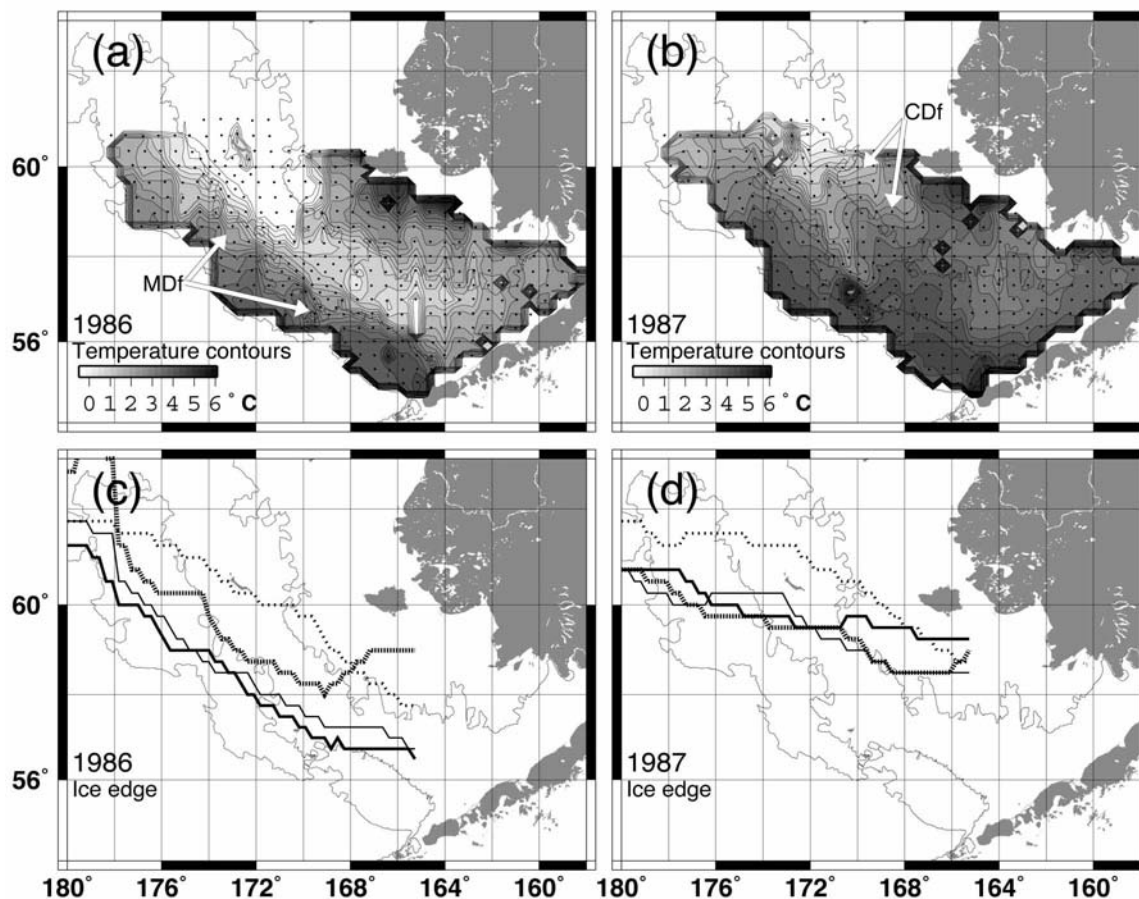 (a)
60°
MDf
56°
1986
Temperature contours
0 1 2 3 4 5 6 ° C
(b)
CDf
1987
Temperature contours
0 1 2 3 4 5 6 ° C
(c)
60°
56°
1986
Ice edge
180° 176° 172° 168° 164° 160°
(d)
1987
Ice edge
180° 176° 172° 168° 164° 160°